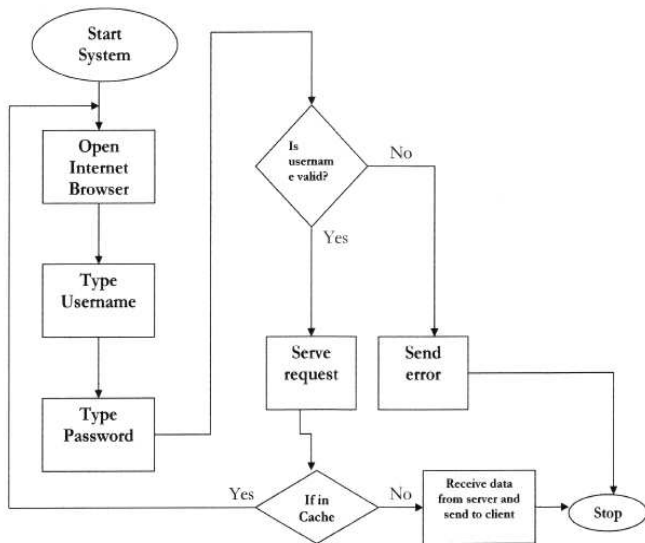 Start
System
Open
Internet
Browser
Type
Username
Type
Password
Is
usernam
e valid?
No
Yes
Serve
request
Send
error
Yes
If in
Cache
No
Receive data
from server and
send to client
Stop